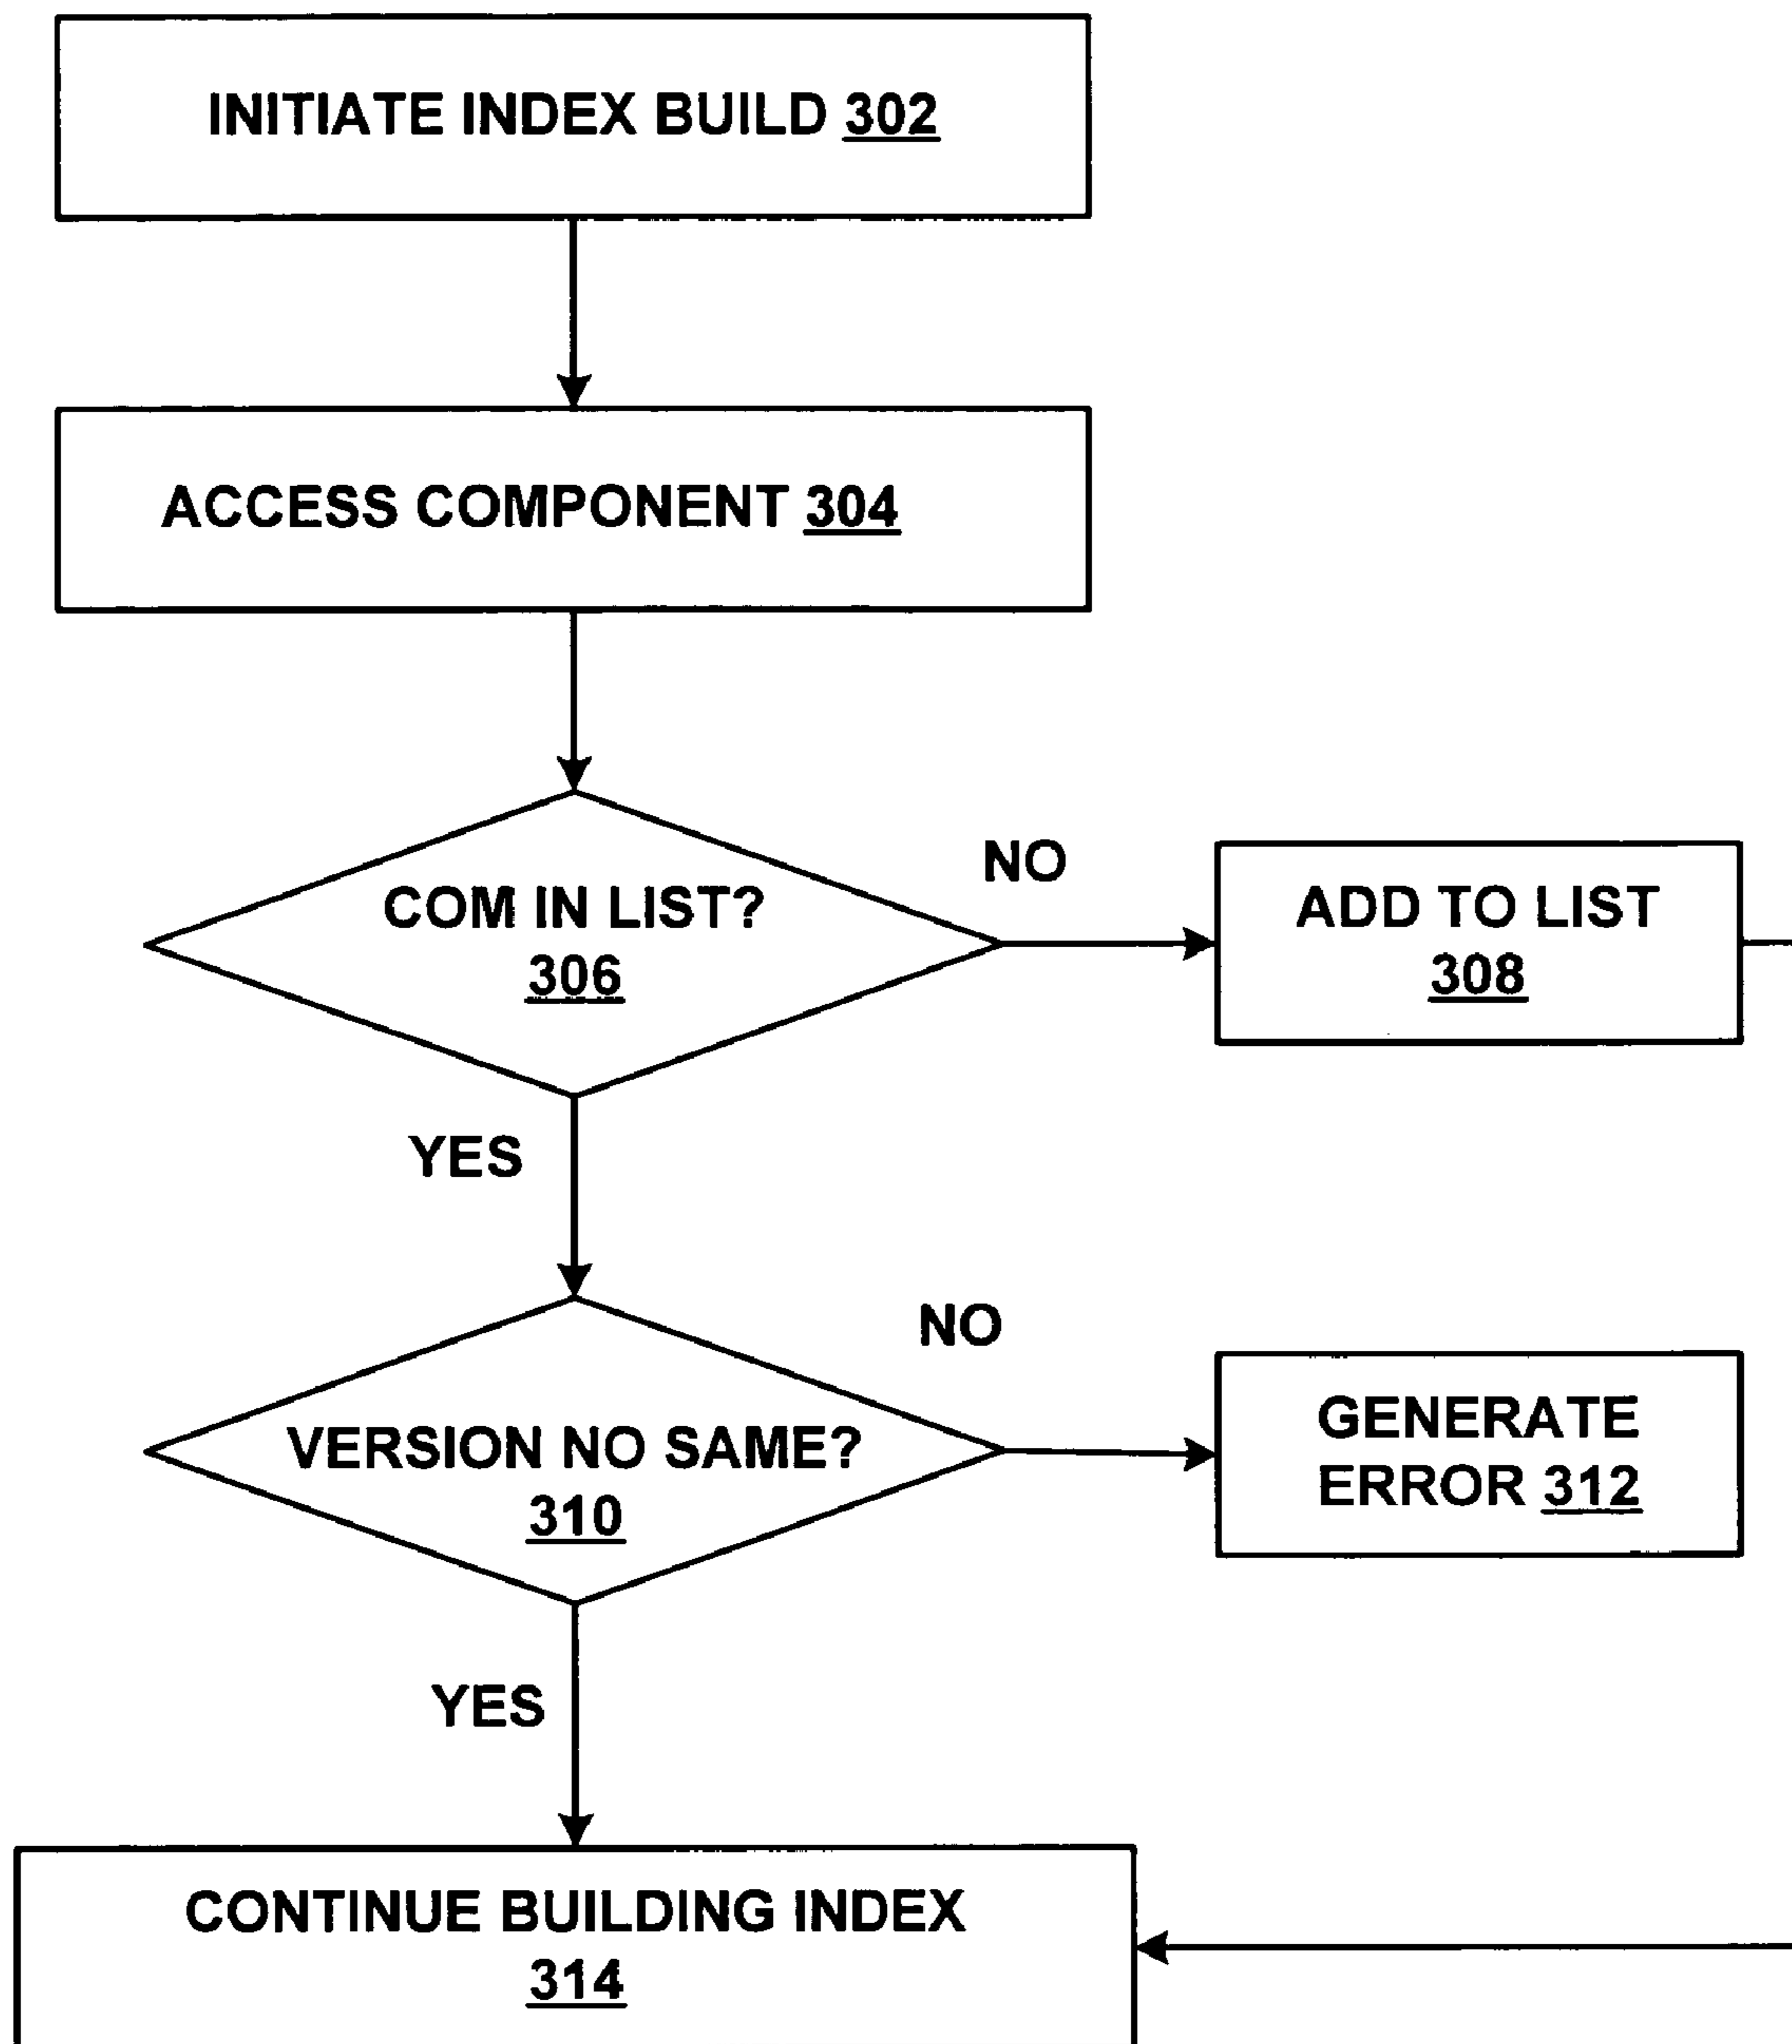 INITIATE INDEX BUILD 302
ACCESS COMPONENT 304
COM IN LIST?
306
NO
ADD TO LIST
308
YES
VERSION NO SAME?
310
NO
GENERATE
ERROR 312
YES
CONTINUE BUILDING INDEX
314